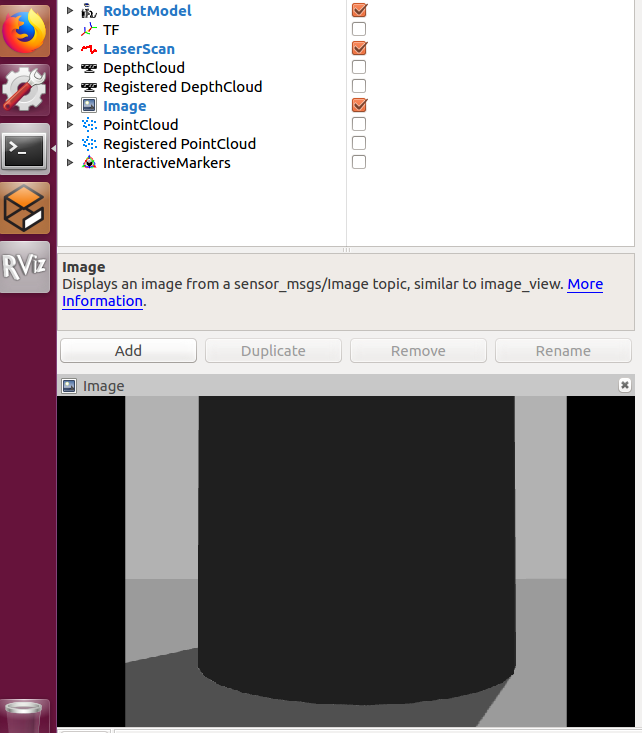 RobotModel
TF
LaserScan
DepthCloud
Registered DepthCloud
Image
PointCloud
Registered PointCloud
InteractiveMarkers
>_
RViz
Image
Displays an image from a sensor_msgs/Image topic, similar to image_view. More
Information.
Add Duplicate Remove Rename
Image